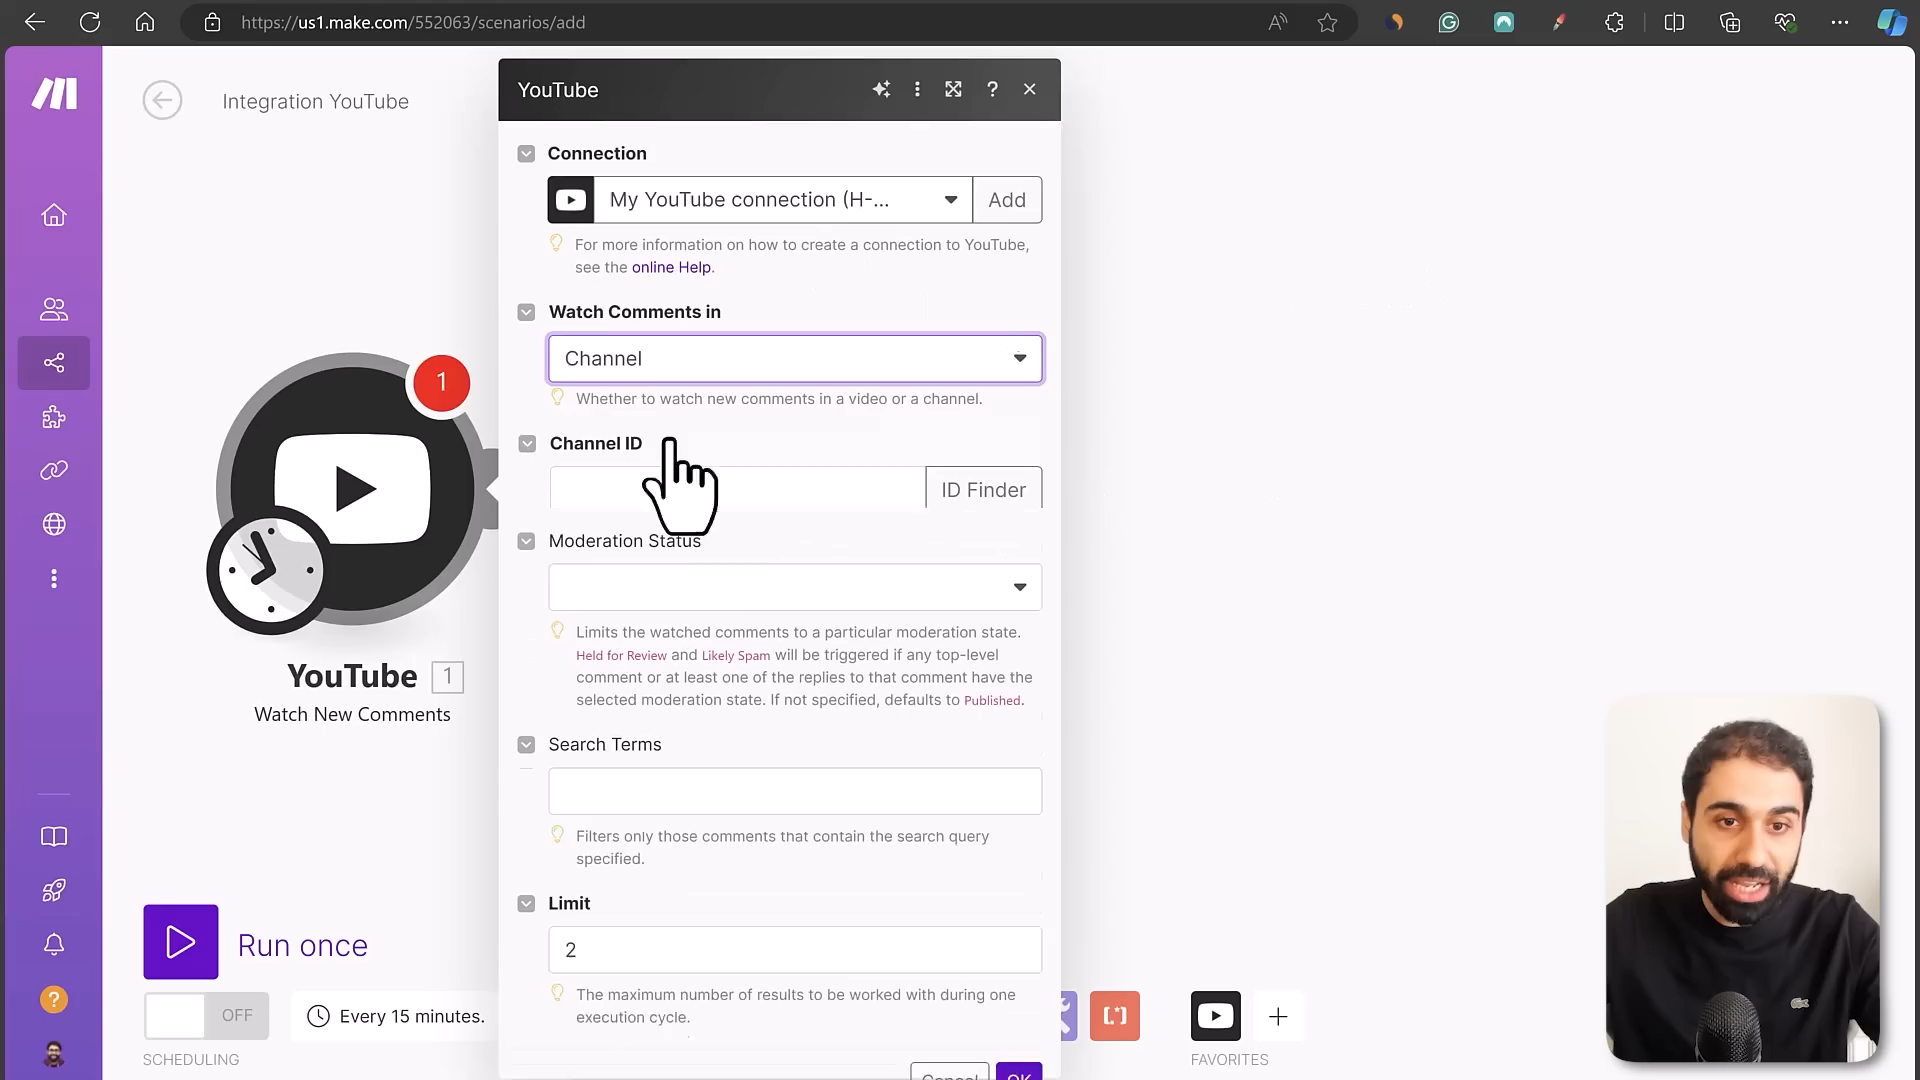 https://us1.make.com/552063/scenarios/add
Integration YouTube
YouTube
?
Connection
My YouTube connection (H-...
Add
For more information on how to create a connection to YouTube,
see the online Help.
Watch Comments in
Channel
Whether to watch new comments in a video or a channel.
Channel ID
ID Finder
Moderation Status
Limits the watched comments to a particular moderation state.
Held for Review and Likely Spam will be triggered if any top-level
comment or at least one of the replies to that comment have the
selected moderation state. If not specified, defaults to Published.
Search Terms
Filters only those comments that contain the search query
specified.
Limit
2
The maximum number of results to be worked with during one
execution cycle.
Cancel
OK
1
YouTube 1
Watch New Comments
Run once
OFF
Every 15 minutes.
SCHEDULING
FAVORITES
?